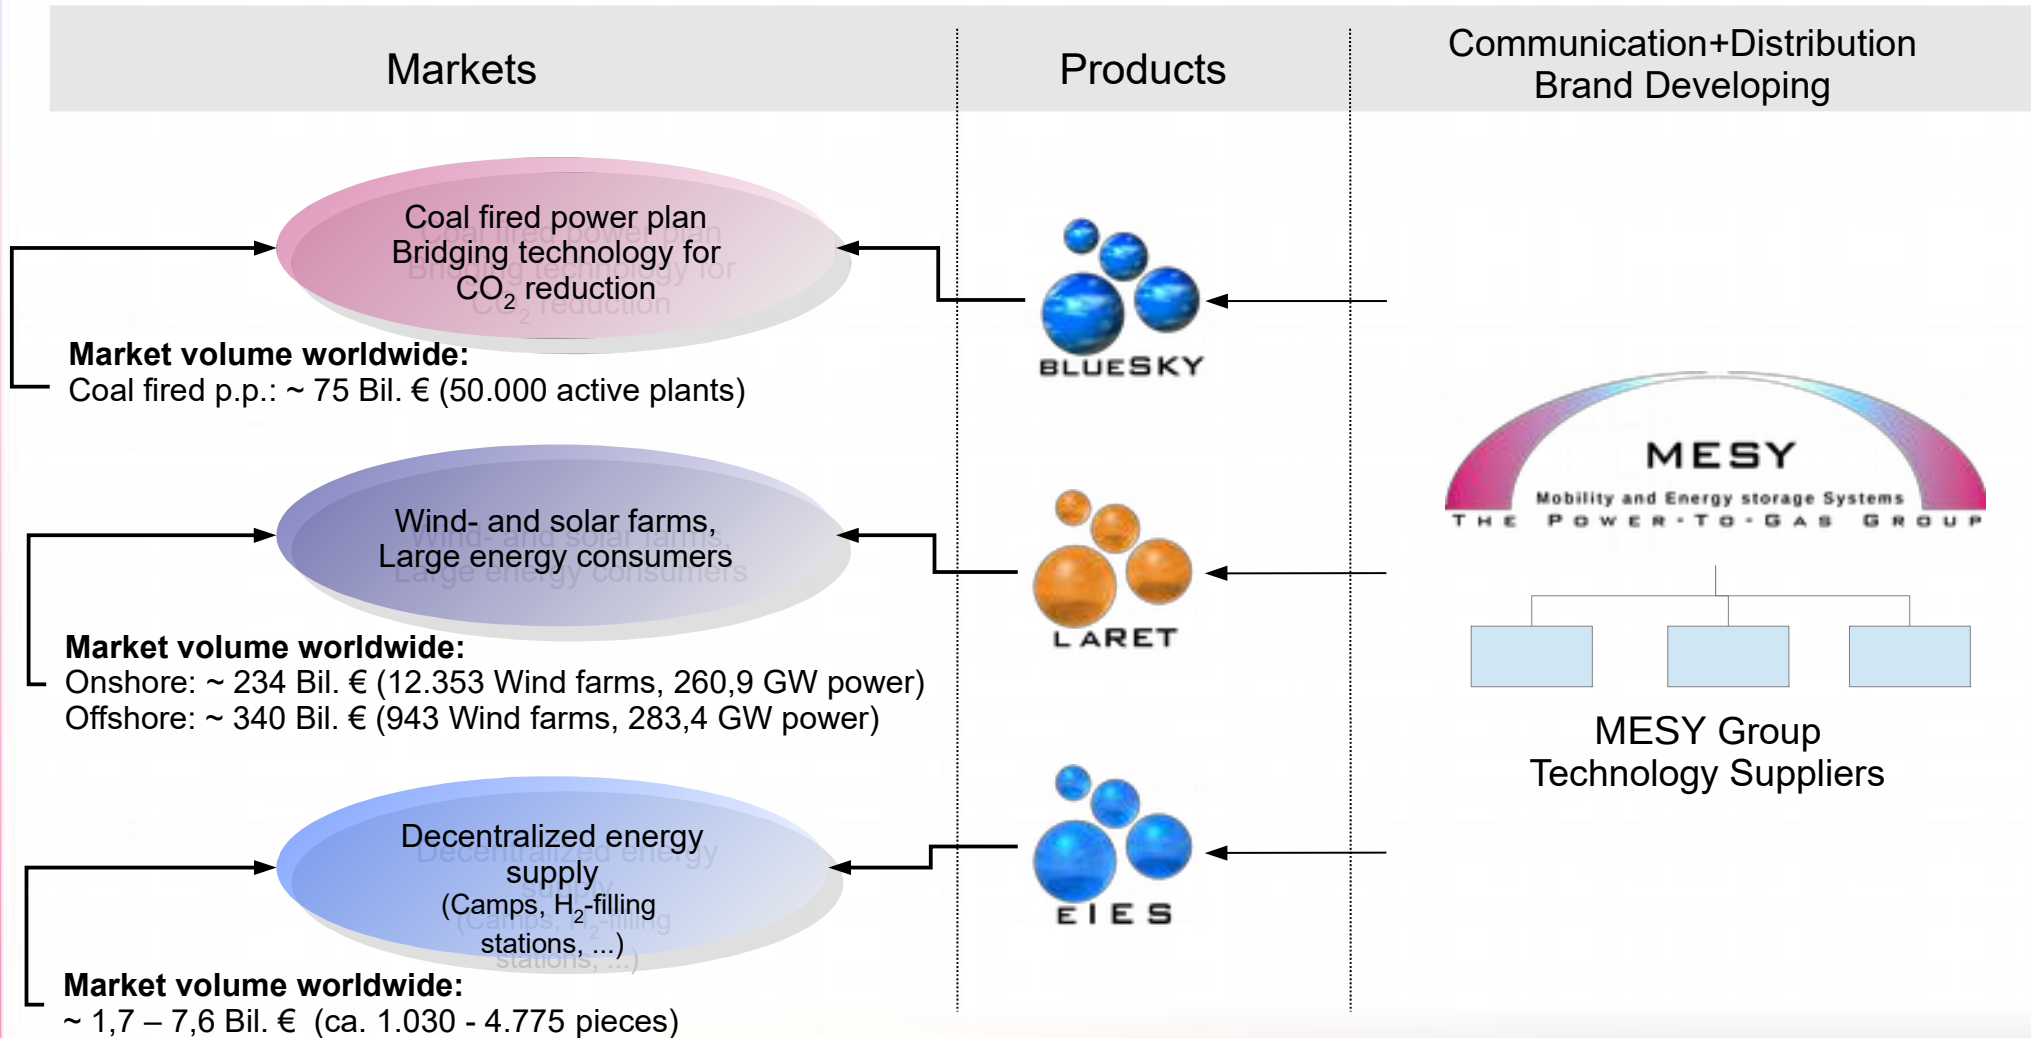 Markets
Products
Communication+Distribution
Brand Developing
Coal fired power plan
Bridging technology for
CO₂ reduction
Market volume worldwide:
Coal fired p.p.: ~ 75 Bil. € (50.000 active plants)
BLUESKY
Wind- and solar farms,
Large energy consumers
Market volume worldwide:
Onshore: ~ 234 Bil. € (12.353 Wind farms, 260,9 GW power)
Offshore: ~ 340 Bil. € (943 Wind farms, 283,4 GW power)
LARET
Decentralized energy
supply
(Camps, H₂-filling
stations, ...)
Market volume worldwide:
~ 1,7 – 7,6 Bil. € (ca. 1.030 - 4.775 pieces)
EIES
MESY
Mobility and Energy storage Systems
THE POWER-TO-GAS GROUP
MESY Group
Technology Suppliers